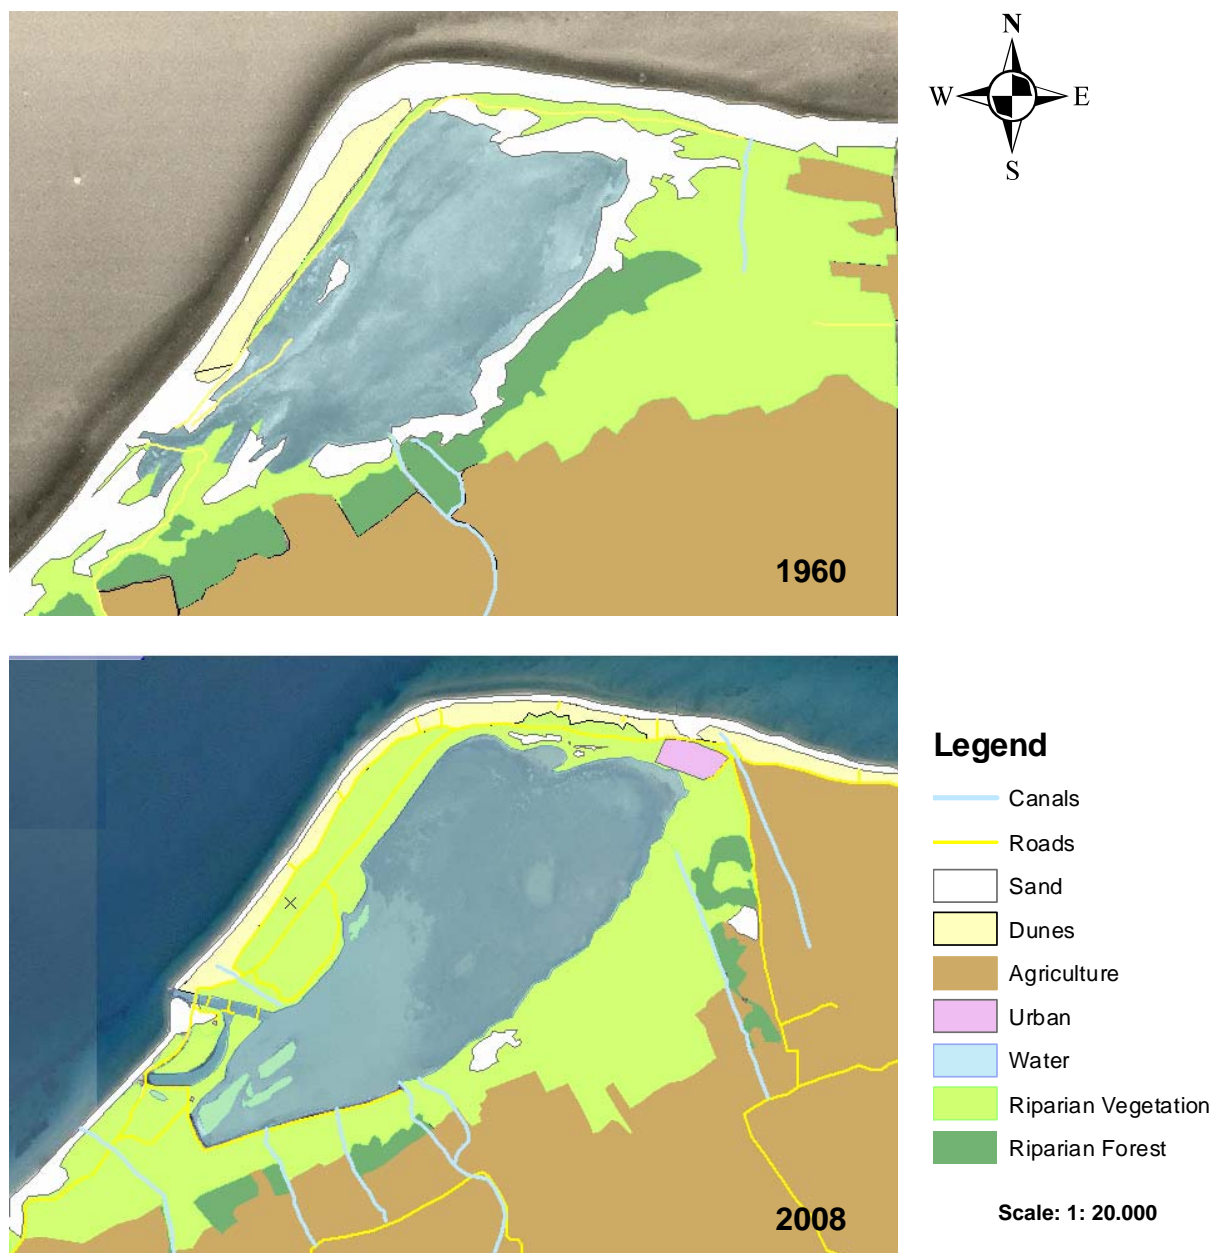 N
W E
S
1960
Legend
Canals
Roads
Sand
Dunes
Agriculture
Urban
Water
Riparian Vegetation
Riparian Forest
2008
Scale: 1: 20.000